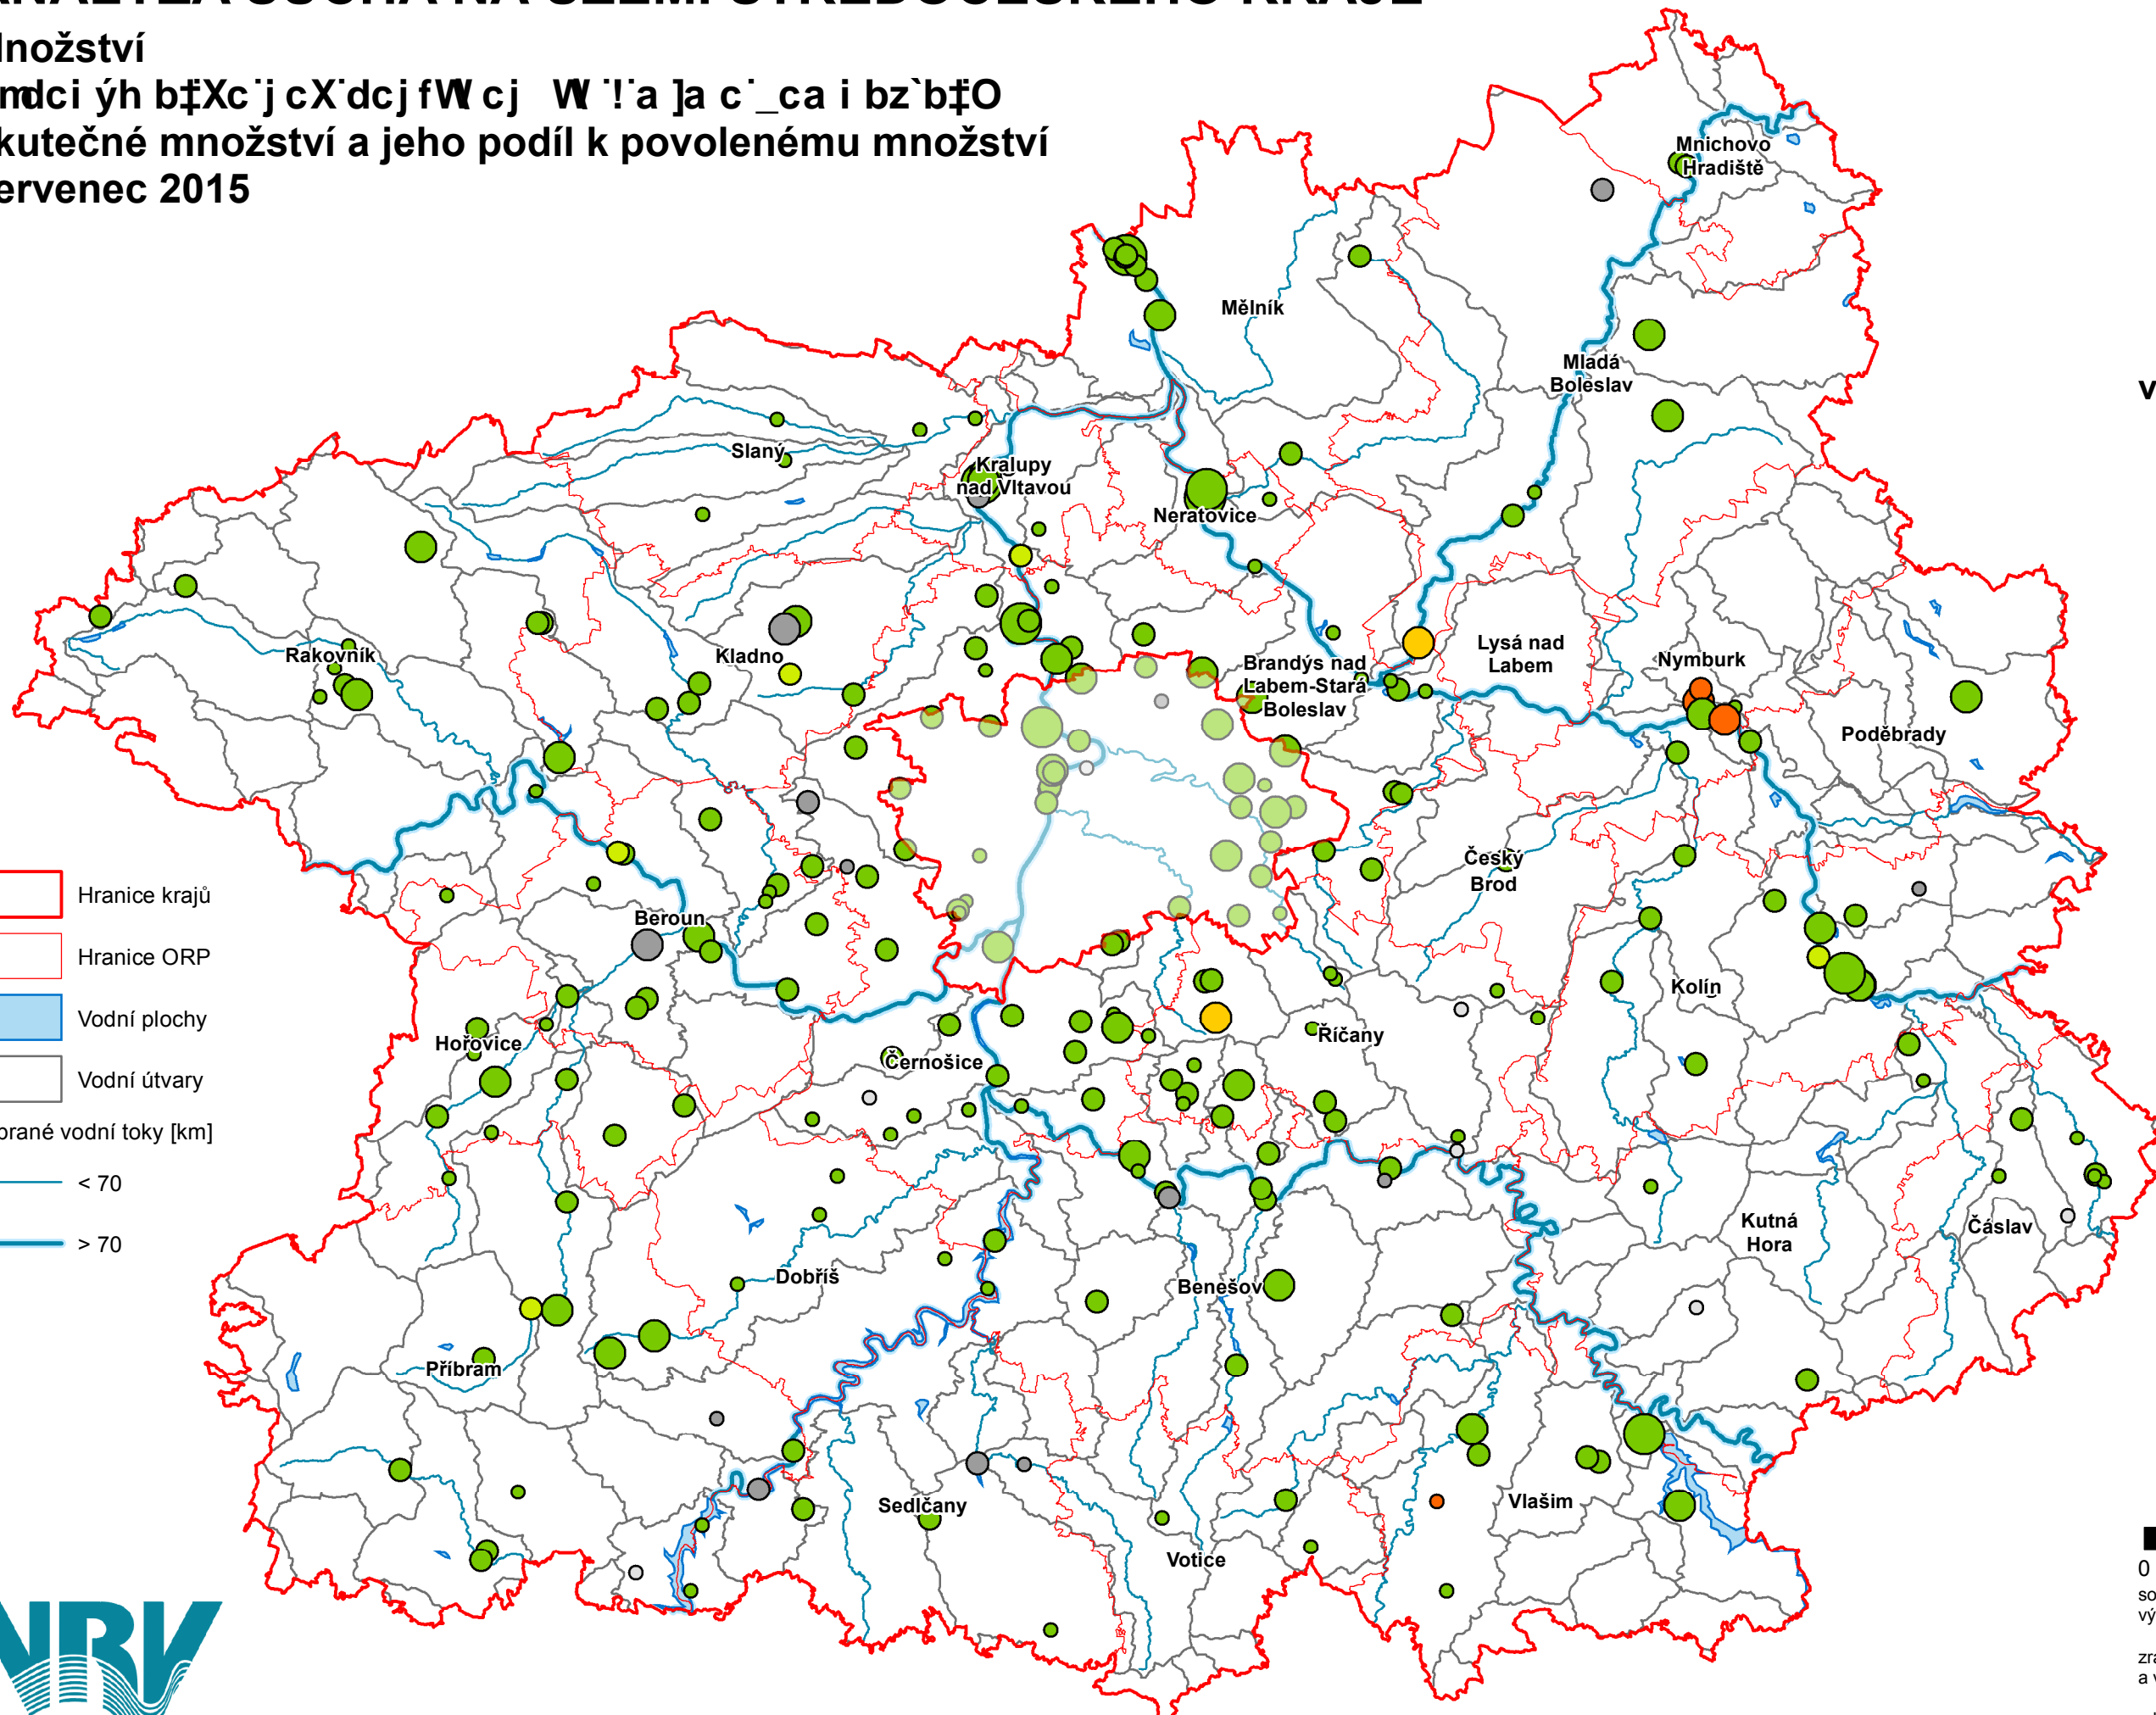 množství
skutečné množství a jeho podíl k povolenému množství
červenec 2015
Mnichovo
Hradiště
Mělník
Mladá
Boleslav
Slaný
Kralupy
nad Vltavou
Neratovice
Rakovník
Kladno
Brandýs nad
Labem-Stará
Boleslav
Lysá nad
Labem
Nymburk
Poděbrady
Český
Brod
Beroun
Kolín
Hořovice
Černošice
Říčany
Kutná
Hora
Čáslav
Dobříš
Benešov
Příbram
Sedlčany
Vlašim
Votice
Hranice krajů
Hranice ORP
Vodní plochy
Vodní útvary
vodní toky [km]
< 70
> 70
0
a v